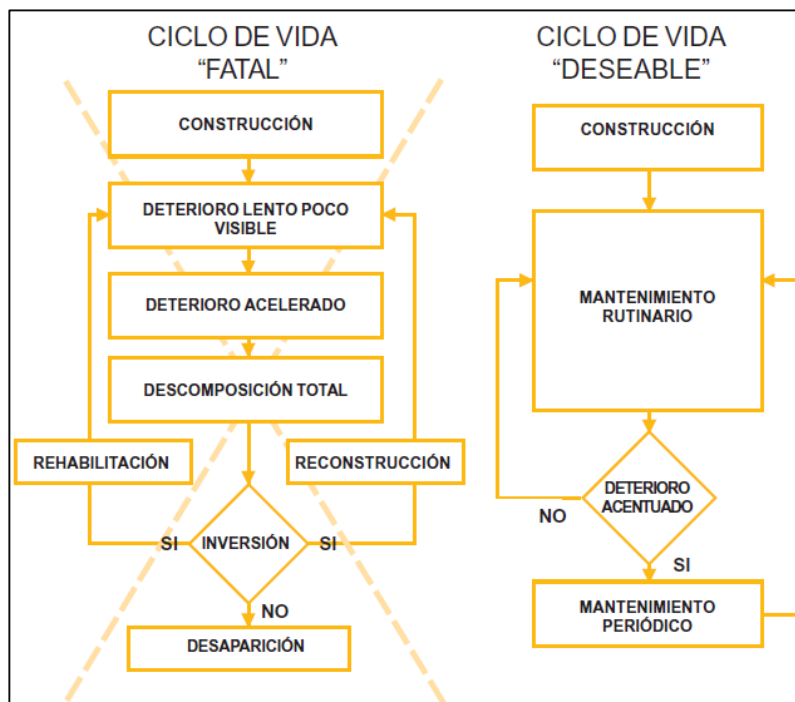 CICLO DE VIDA
“FATAL”
CONSTRUCCIÓN
DETERIORO LENTO POCO
VISIBLE
DETERIORO ACELERADO
DESCOMPOSICIÓN TOTAL
REHABILITACIÓN
RECONSTRUCCIÓN
SI
INVERSIÓN
SI
NO
DESAPARICIÓN
CICLO DE VIDA
“DESEABLE”
CONSTRUCCIÓN
MANTENIMIENTO
RUTINARIO
DETERIORO
ACENTUADO
NO
SI
MANTENIMIENTO
PERIÓDICO